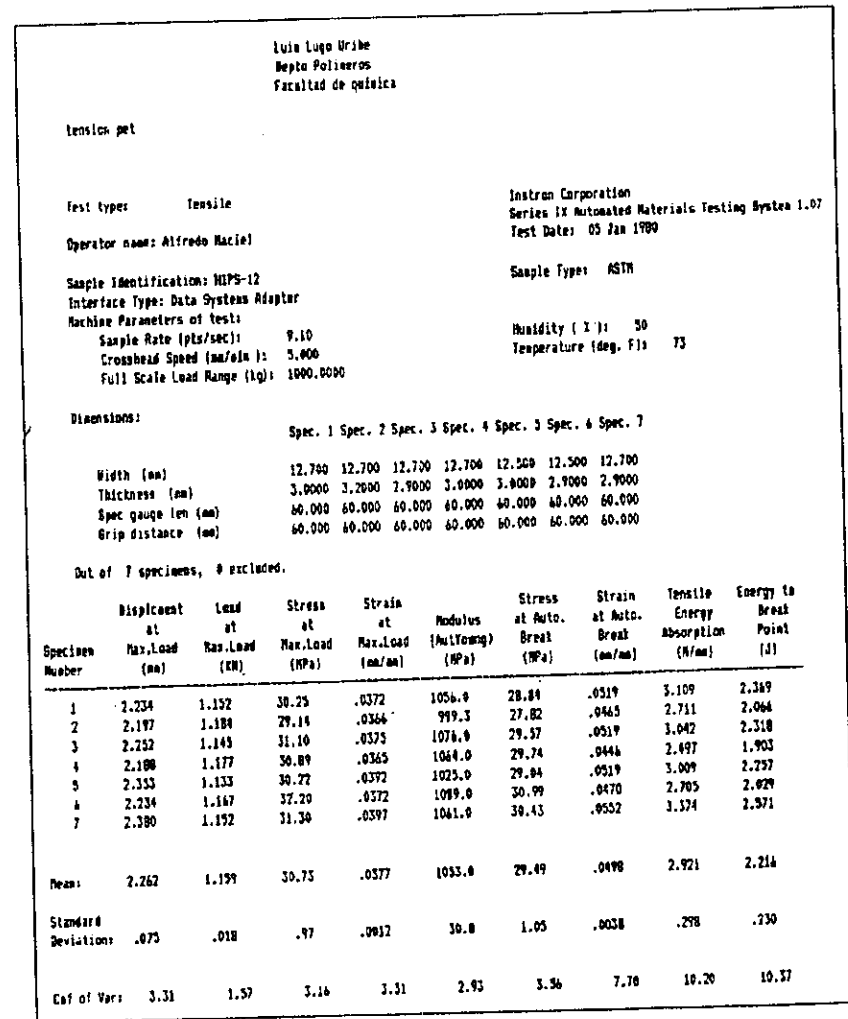 Luis Lugo Uribe
Depto Polimeros
Facultad de quimica
tension pet
Test type: Tensile
Instron Corporation
Series IX Automated Materials Testing System 1.07
Test Date: 05 Jan 1980
Operator name: Alfredo Maciel
Sample Identification: HIPS-12
Sample Type: ASTM
Interface Type: Data Systems Adapter
Machine Parameters of test:
Sample Rate (pts/sec): 9.10
Humidity ( % ): 50
Crosshead Speed (mm/min ): 5.000
Temperature (deg. F): 73
Full Scale Load Range (kg): 1000.0000
Dimensions:
Spec. 1 Spec. 2 Spec. 3 Spec. 4 Spec. 5 Spec. 6 Spec. 7
Width (mm) 12.700 12.700 12.700 12.700 12.500 12.500 12.700
Thickness (mm) 3.0000 3.2000 2.9000 3.0000 3.0000 2.9000 2.9000
Spec gauge len (mm) 60.000 60.000 60.000 60.000 60.000 60.000 60.000
Grip distance (mm) 60.000 60.000 60.000 60.000 60.000 60.000 60.000
Out of 7 specimens, 0 excluded.
Specimen Number Displcment at Max.Load (mm) Load at Max.Load (KN) Stress at Max.Load (MPa) Strain at Max.Load (mm/mm) Modulus (AutYoung) (MPa) Stress at Auto. Break (MPa) Strain at Auto. Break (mm/mm) Tensile Energy Absorption (N/mm) Energy to Break Point (J)
1 2.234 1.152 30.25 .0372 1056.0 28.84 .0519 3.109 2.369
2 2.197 1.184 29.14 .0366 999.3 27.82 .0465 2.711 2.066
3 2.252 1.145 31.10 .0375 1076.0 29.57 .0519 3.042 2.318
4 2.188 1.177 30.89 .0365 1064.0 29.74 .0446 2.497 1.903
5 2.353 1.133 30.22 .0392 1025.0 29.04 .0519 3.009 2.257
6 2.234 1.167 32.20 .0372 1089.0 30.99 .0470 2.705 2.029
7 2.380 1.152 31.30 .0397 1061.0 30.43 .0552 3.374 2.571
Mean: 2.262 1.159 30.73 .0377 1053.0 29.49 .0498 2.921 2.216
Standard
Deviation: .075 .018 .97 .0012 30.8 1.05 .0038 .298 .230
Cof of Var: 3.31 1.57 3.16 3.31 2.93 3.56 7.70 10.20 10.37